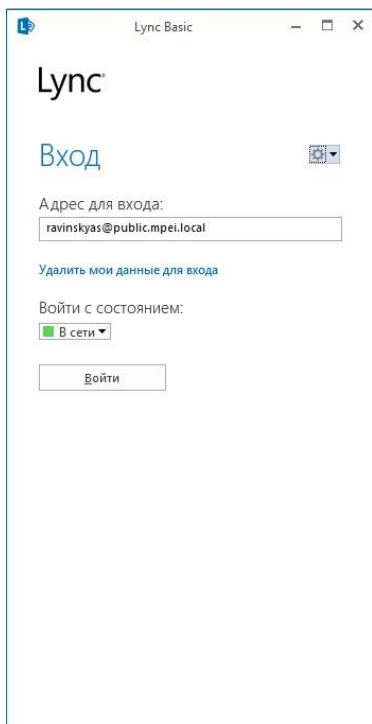 Lync Basic
Lync
Вход
Адрес для входа:
ravinskyas@public.mpei.local
Удалить мои данные для входа
Войти с состоянием:
В сети
Войти